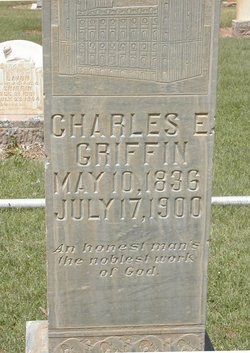 CHARLES E.
GRIFFIN
MAY 10, 1836
JULY 17, 1900
An honest man's
the noblest work
of God.